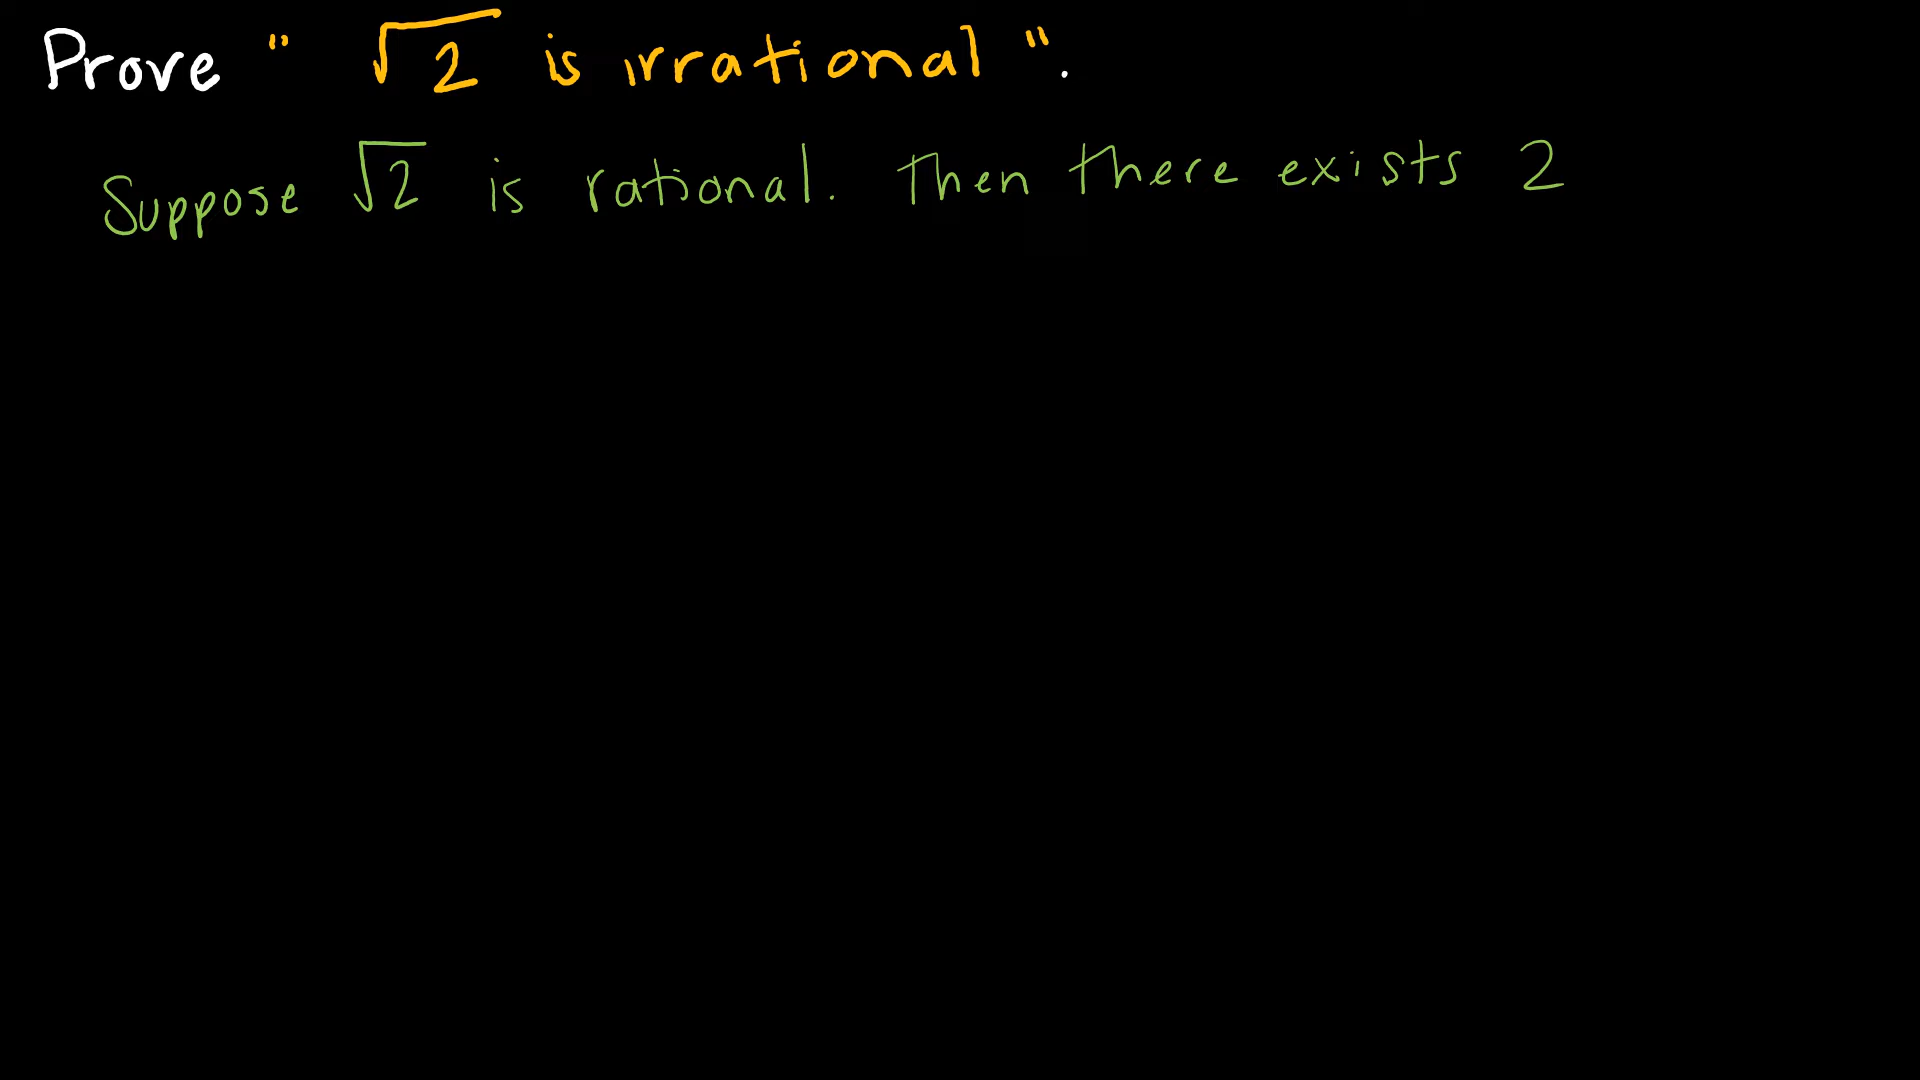 Prove " √2 is irrational ".
Suppose √2 is rational. Then there exists 2